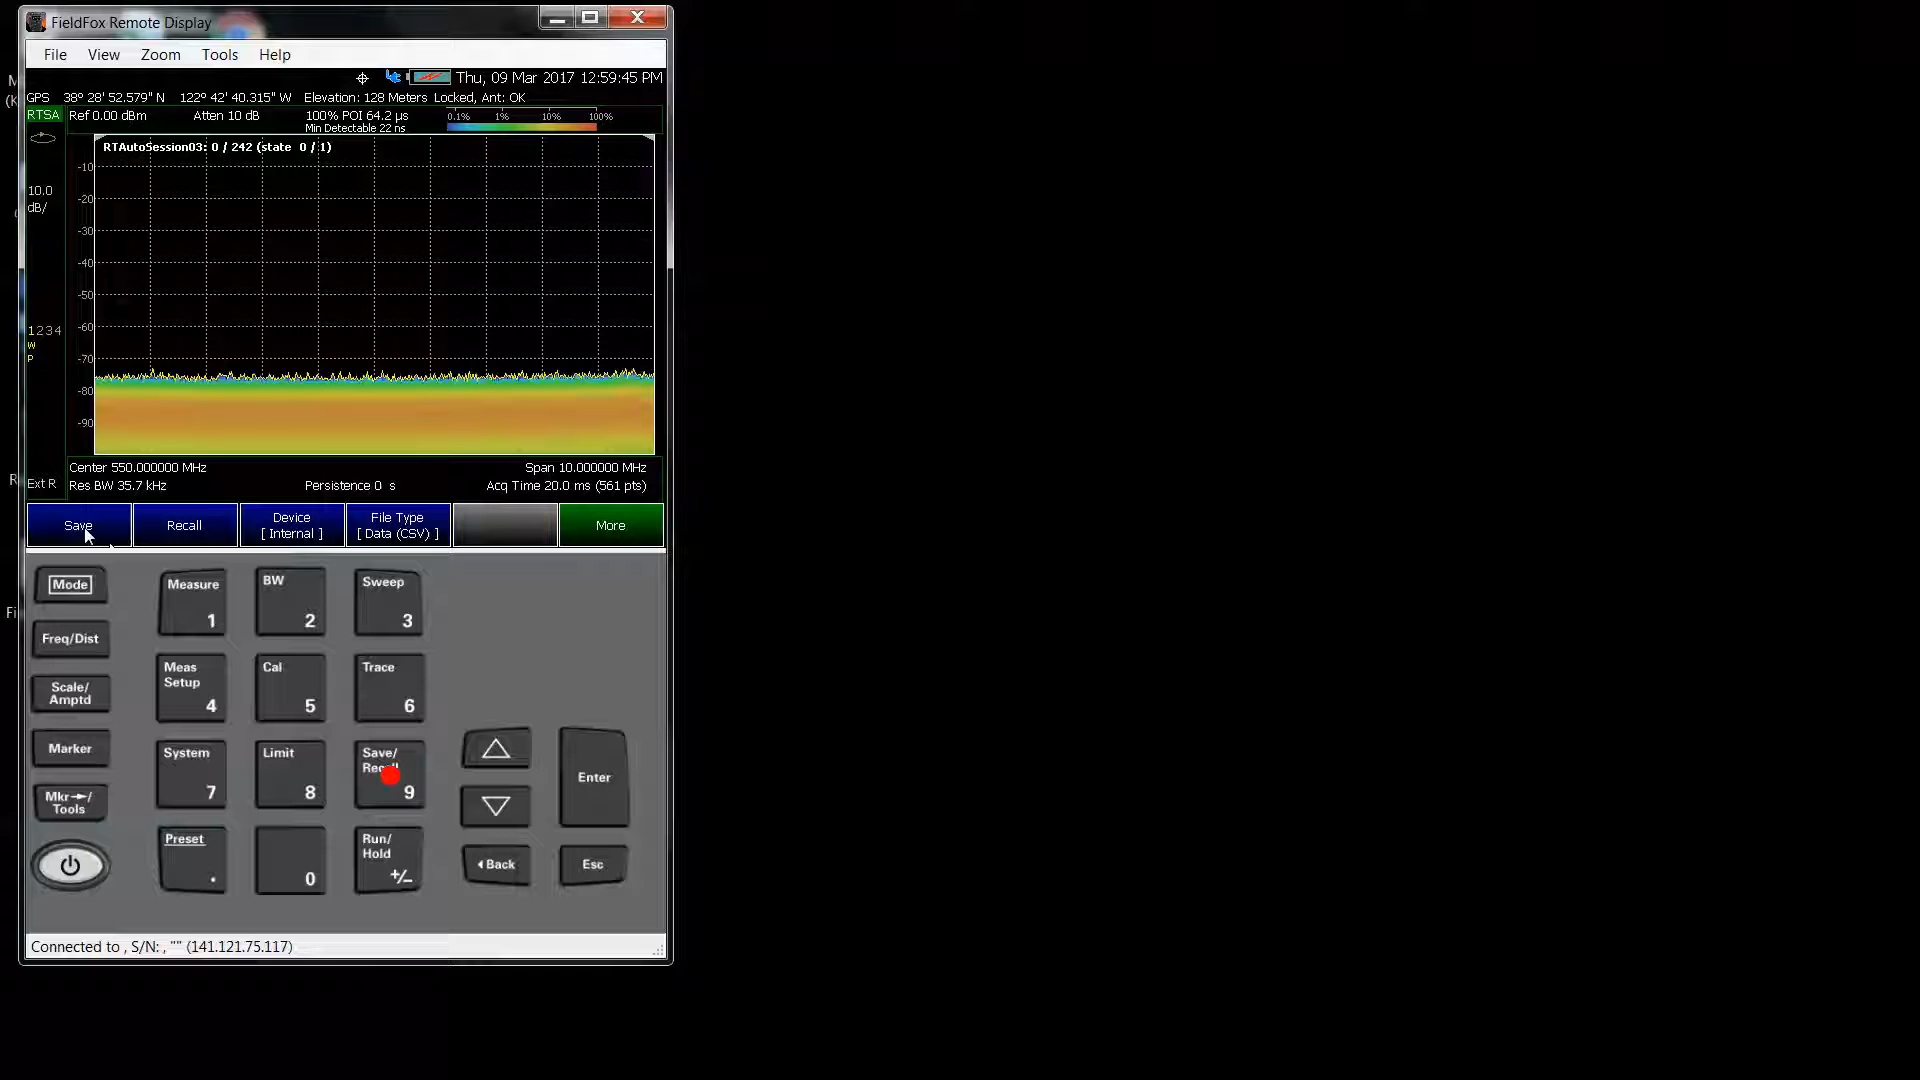 FieldFox Remote Display
File View Zoom Tools Help
Thu, 09 Mar 2017 12:59:45 PM
GPS 38º 28' 52.579" N 122º 42' 40.315" W Elevation: 128 Meters Locked, Ant: OK
RTSA Ref 0.00 dBm Atten 10 dB 100% POI 64.2 µs 0.1% 1% 10% 100%
Min Detectable 22 ns
RTAutoSession03: 0 / 242 (state 0 / 1)
-10
10.0
dB/
-20
-30
-40
-50
-60
1234
W
P
-70
-80
-90
Center 550.000000 MHz Span 10.000000 MHz
Ext R Res BW 35.7 kHz Persistence 0 s Acq Time 20.0 ms (561 pts)
Save Recall Device [ Internal ] File Type [ Data (CSV) ] More
Mode Measure 1 BW 2 Sweep 3
Freq/Dist
Scale/ Amptd Meas Setup 4 Cal 5 Trace 6
Marker System 7 Limit 8 Save/ 9 Enter
Mkr→/ Tools
Preset . 0 Run/ Hold +/− Back Esc
Connected to , S/N: , "" (141.121.75.117)